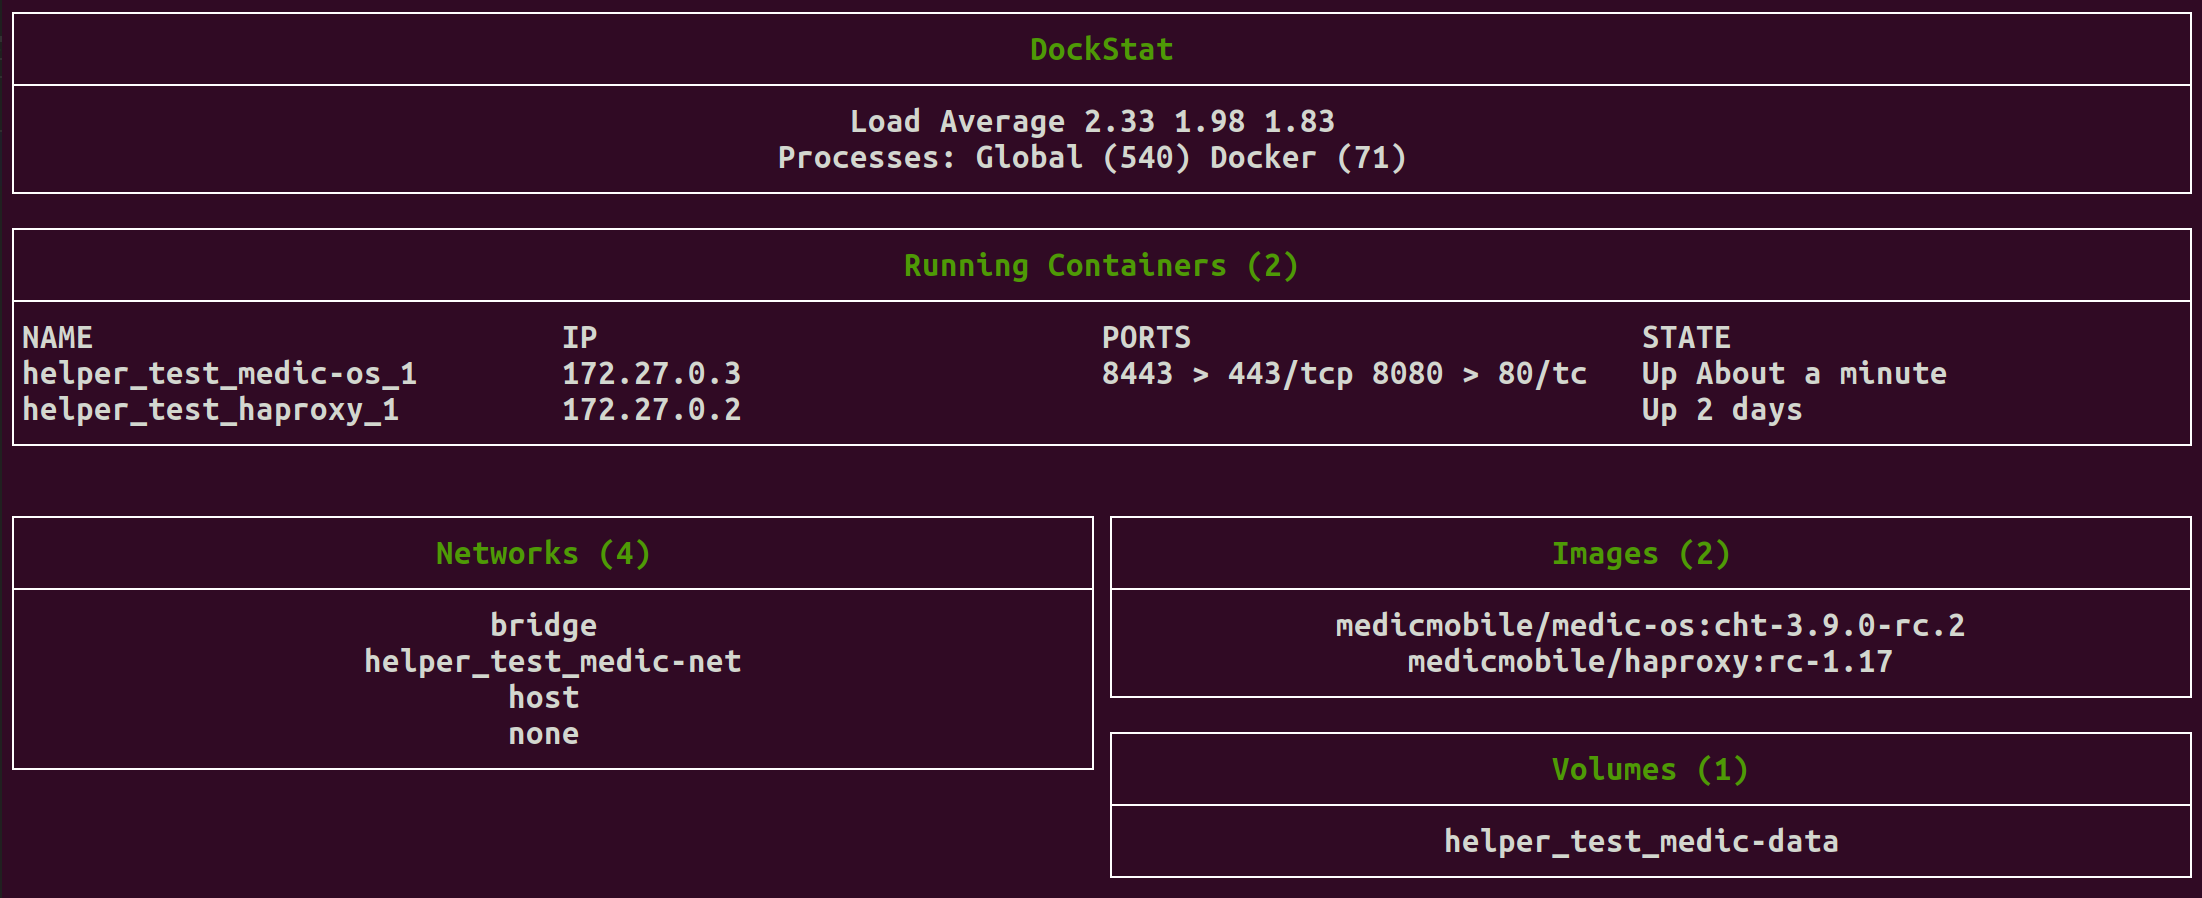 DockStat
Load Average 2.33 1.98 1.83
Processes: Global (540) Docker (71)
Running Containers (2)
NAME IP PORTS STATE
helper_test_medic-os_1 172.27.0.3 8443 > 443/tcp 8080 > 80/tc Up About a minute
helper_test_haproxy_1 172.27.0.2 Up 2 days
Networks (4)
bridge
helper_test_medic-net
host
none
Images (2)
medicmobile/medic-os:cht-3.9.0-rc.2
medicmobile/haproxy:rc-1.17
Volumes (1)
helper_test_medic-data